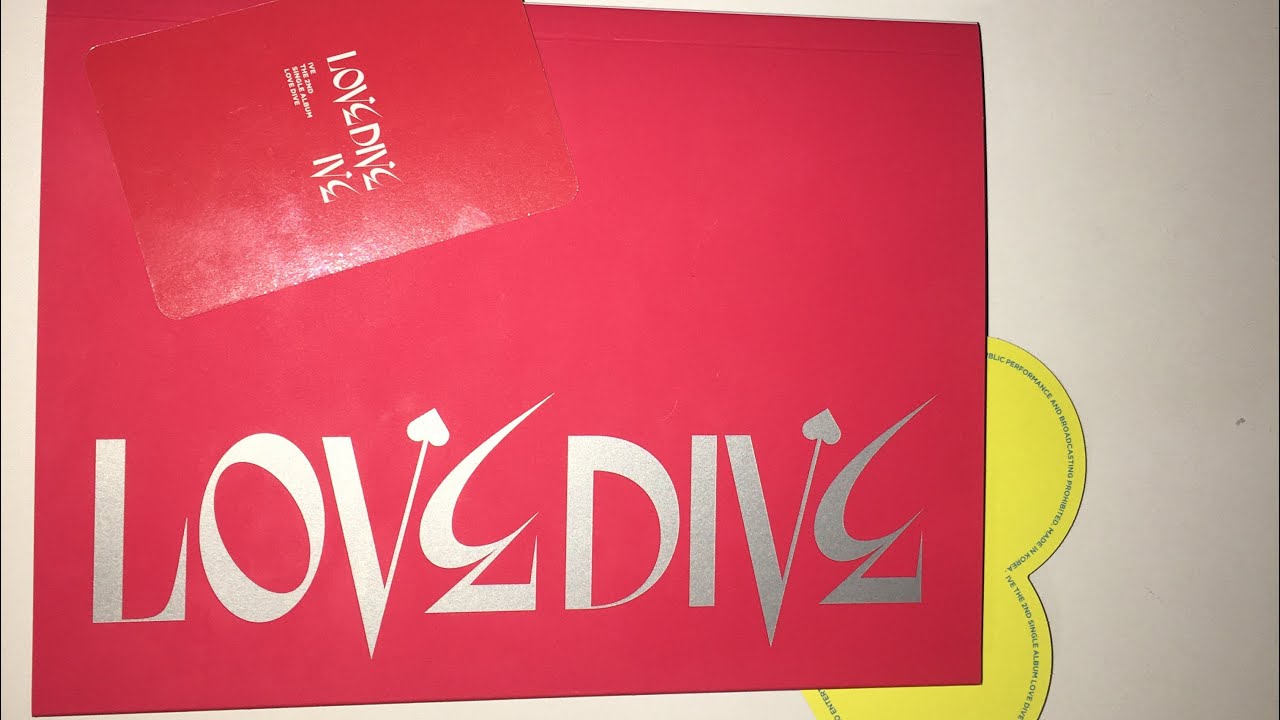 LOVE DIVE
IVE
IVE
THE 2ND
SINGLE ALBUM
LOVE DIVE
LOVE DIVE
PUBLIC PERFORMANCE AND BROADCASTING PROHIBITED. MADE IN KOREA
IVE THE 2ND SINGLE ALBUM LOVE DIVE